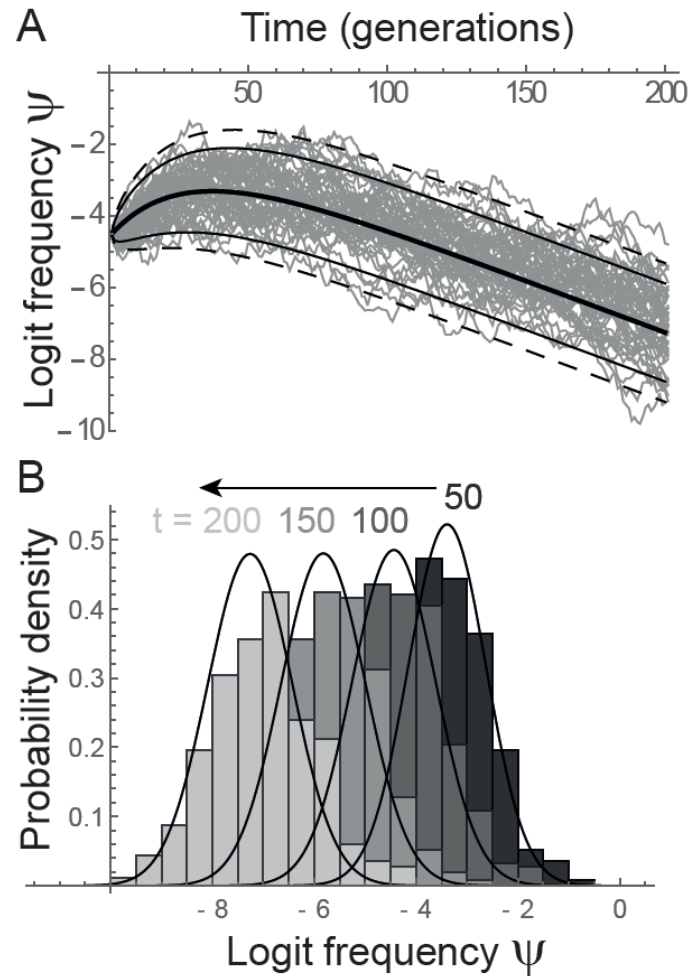 A
Time (generations)
50 100 150 200
Logit frequency ψ
-2
-4
-6
-8
-10
B
50
t = 200 150 100
Probability density
0.5
0.4
0.3
0.2
0.1
- 8 - 6 - 4 - 2 0
Logit frequency ψ